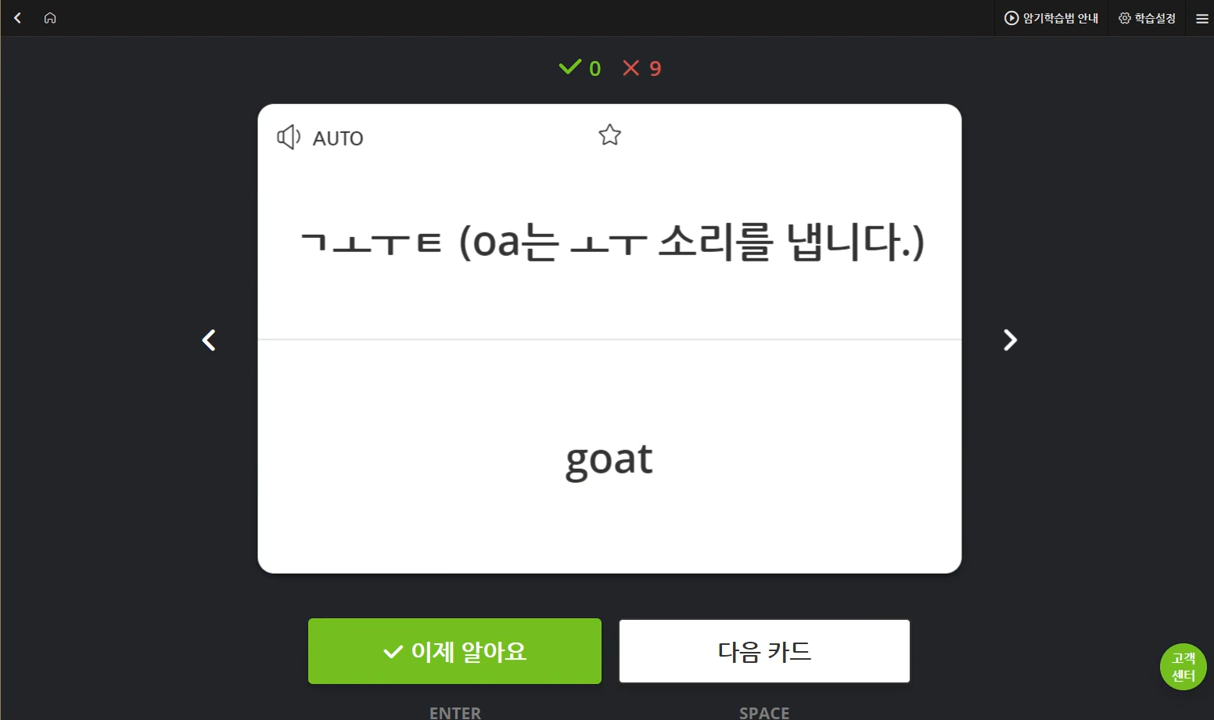 암기학습법 안내 학습설정
0 9
AUTO
ㄱㅗㅜㅌ (oa는 ㅗㅜ 소리를 냅니다.)
goat
이제 알아요 다음 카드
ENTER SPACE
고객
센터